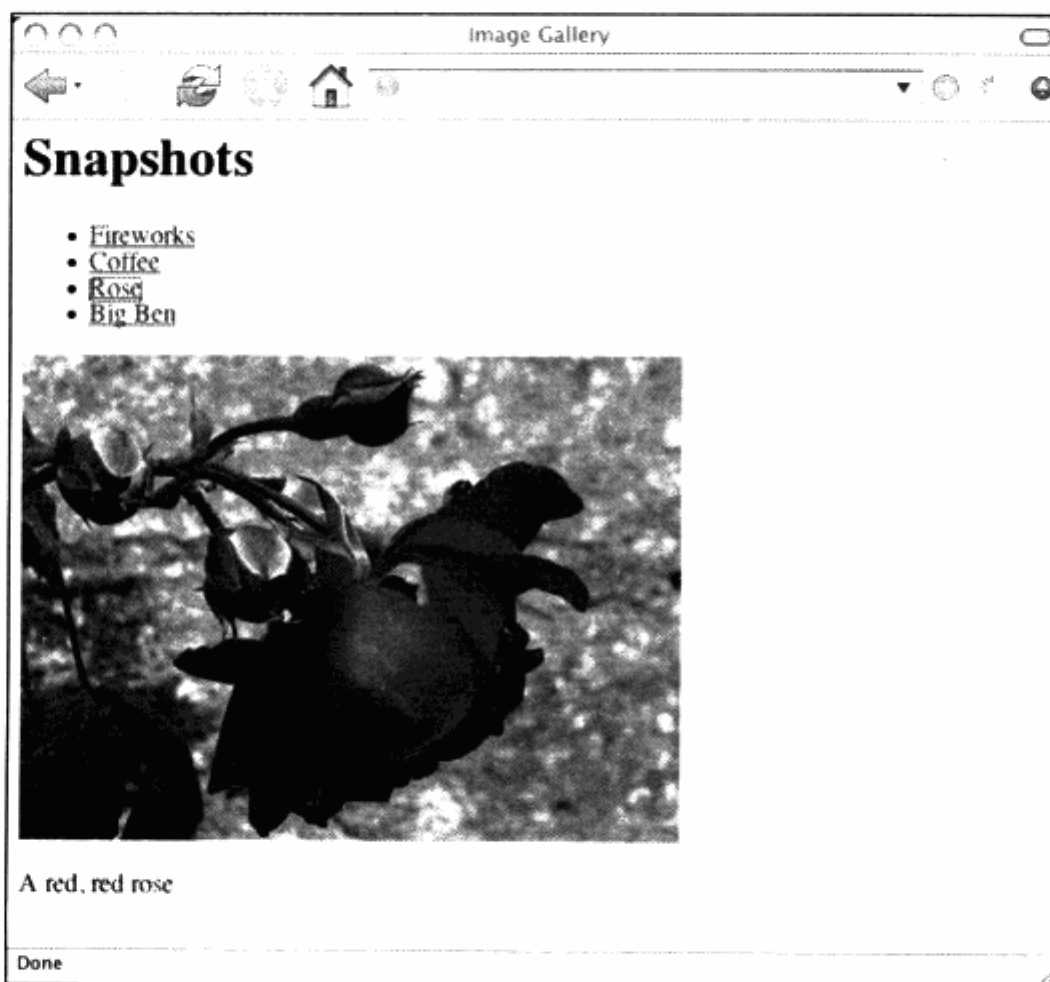 Image Gallery
Snapshots
Fireworks
Coffee
Rose
Big Ben
A red, red rose
Done